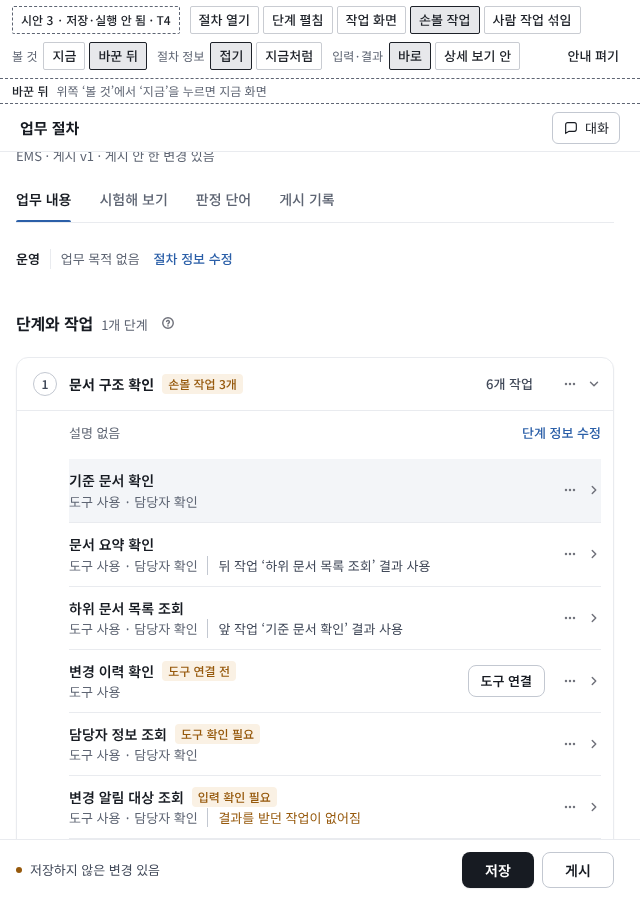 시안 3 · 저장·실행 안 됨 · T4 절차 열기 단계 펼침 작업 화면 손볼 작업 사람 작업 섞임
볼 것 지금 바꾼 뒤 절차 정보 접기 지금처럼 입력·결과 바로 상세 보기 안 안내 펴기
바꾼 뒤 위쪽 ‘볼 것’에서 ‘지금’을 누르면 지금 화면
업무 절차 대화
EMS · 게시 v1 · 게시 안 한 변경 있음
업무 내용 시험해 보기 판정 단어 게시 기록
운영 업무 목적 없음 절차 정보 수정
단계와 작업 1개 단계
1 문서 구조 확인 손볼 작업 3개 6개 작업
설명 없음 단계 정보 수정
기준 문서 확인
도구 사용 · 담당자 확인
문서 요약 확인
도구 사용 · 담당자 확인 뒤 작업 ‘하위 문서 목록 조회’ 결과 사용
하위 문서 목록 조회
도구 사용 · 담당자 확인 앞 작업 ‘기준 문서 확인’ 결과 사용
변경 이력 확인 도구 연결 전 도구 연결
도구 사용
담당자 정보 조회 도구 확인 필요
도구 사용 · 담당자 확인
변경 알림 대상 조회 입력 확인 필요
도구 사용 · 담당자 확인 결과를 받던 작업이 없어짐
저장하지 않은 변경 있음 저장 게시